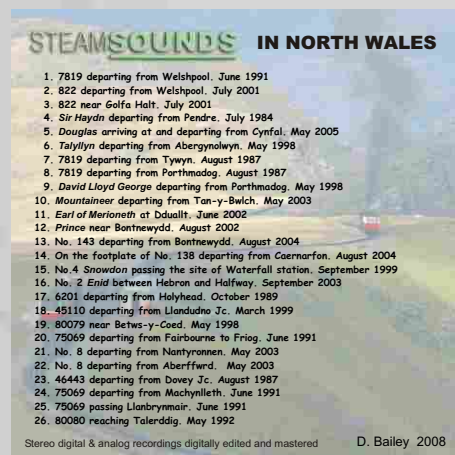 STEAMSOUNDS IN NORTH WALES
1. 7819 departing from Welshpool. June 1991
2. 822 departing from Welshpool. July 2001
3. 822 near Golfa Halt. July 2001
4. Sir Haydn departing from Pendre. July 1984
5. Douglas arriving at and departing from Cynfal. May 2005
6. Talyllyn departing from Abergynolwyn. May 1998
7. 7819 departing from Tywyn. August 1987
8. 7819 departing from Porthmadog. August 1987
9. David Lloyd George departing from Porthmadog. May 1998
10. Mountaineer departing from Tan-y-Bwlch. May 2003
11. Earl of Merioneth at Dduallt. June 2002
12. Prince near Bontnewydd. August 2002
13. No. 143 departing from Bontnewydd. August 2004
14. On the footplate of No. 138 departing from Caernarfon. August 2004
15. No.4 Snowdon passing the site of Waterfall station. September 1999
16. No. 2 Enid between Hebron and Halfway. September 2003
17. 6201 departing from Holyhead. October 1989
18. 45110 departing from Llandudno Jc. March 1999
19. 80079 near Betws-y-Coed. May 1998
20. 75069 departing from Fairbourne to Friog. June 1991
21. No. 8 departing from Nantyronnen. May 2003
22. No. 8 departing from Aberffwrd. May 2003
23. 46443 departing from Dovey Jc. August 1987
24. 75069 departing from Machynlleth. June 1991
25. 75069 passing Llanbrynmair. June 1991
26. 80080 reaching Talerddig. May 1992
Stereo digital & analog recordings digitally edited and mastered D. Bailey 2008